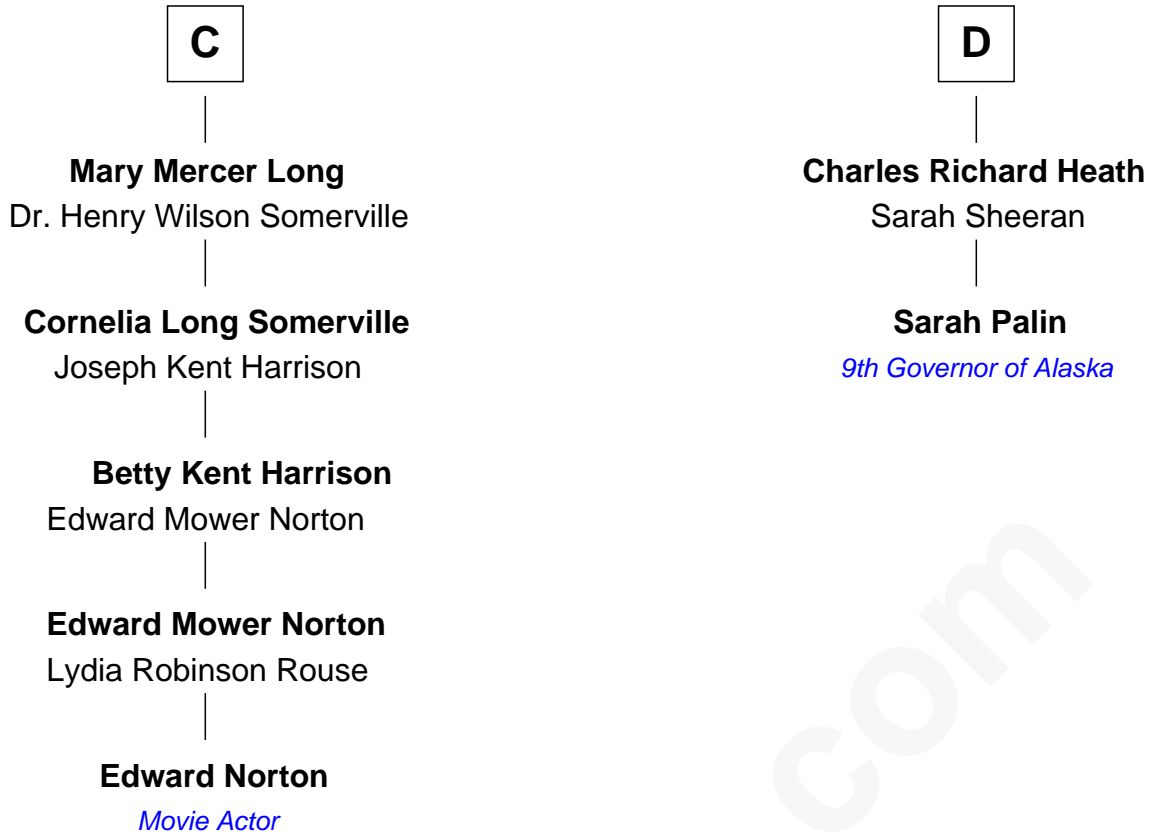 C
Mary Mercer Long
Dr. Henry Wilson Somerville
Cornelia Long Somerville
Joseph Kent Harrison
Betty Kent Harrison
Edward Mower Norton
Edward Mower Norton
Lydia Robinson Rouse
Edward Norton
Movie Actor
D
Charles Richard Heath
Sarah Sheeran
Sarah Palin
9th Governor of Alaska
com